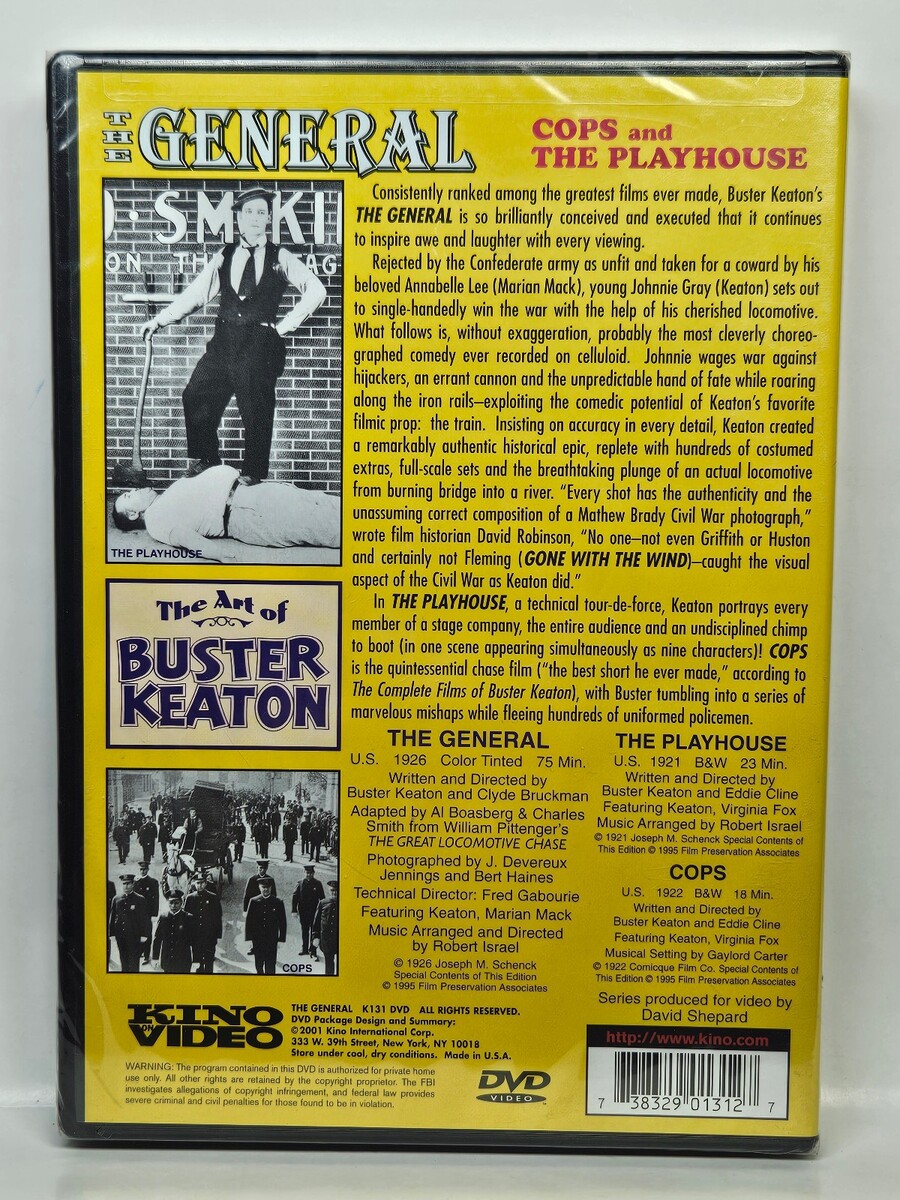 THE GENERAL
COPS and
THE PLAYHOUSE
Consistently ranked among the greatest films ever made, Buster Keaton's
THE GENERAL is so brilliantly conceived and executed that it continues
to inspire awe and laughter with every viewing.
Rejected by the Confederate army as unfit and taken for a coward by his
beloved Annabelle Lee (Marian Mack), young Johnnie Gray (Keaton) sets out
to single-handedly win the war with the help of his cherished locomotive.
What follows is, without exaggeration, probably the most cleverly choreo-
graphed comedy ever recorded on celluloid. Johnnie wages war against
hijackers, an errant cannon and the unpredictable hand of fate while roaring
along the iron rails–exploiting the comedic potential of Keaton's favorite
filmic prop: the train. Insisting on accuracy in every detail, Keaton created
a remarkably authentic historical epic, replete with hundreds of costumed
extras, full-scale sets and the breathtaking plunge of an actual locomotive
from burning bridge into a river. "Every shot has the authenticity and the
unassuming correct composition of a Mathew Brady Civil War photograph,"
wrote film historian David Robinson, "No one–not even Griffith or Huston
and certainly not Fleming (GONE WITH THE WIND)–caught the visual
aspect of the Civil War as Keaton did."
In THE PLAYHOUSE, a technical tour-de-force, Keaton portrays every
member of a stage company, the entire audience and an undisciplined chimp
to boot (in one scene appearing simultaneously as nine characters)! COPS
is the quintessential chase film ("the best short he ever made," according to
The Complete Films of Buster Keaton), with Buster tumbling into a series of
marvelous mishaps while fleeing hundreds of uniformed policemen.
SMOKI
ON TH AG
THE PLAYHOUSE
The Art of
BUSTER
KEATON
COPS
THE GENERAL
U.S. 1926 Color Tinted 75 Min.
Written and Directed by
Buster Keaton and Clyde Bruckman
Adapted by Al Boasberg & Charles
Smith from William Pittenger's
THE GREAT LOCOMOTIVE CHASE
Photographed by J. Devereux
Jennings and Bert Haines
Technical Director: Fred Gabourie
Featuring Keaton, Marian Mack
Music Arranged and Directed
by Robert Israel
© 1926 Joseph M. Schenck
Special Contents of This Edition
© 1995 Film Preservation Associates
THE PLAYHOUSE
U.S. 1921 B&W 23 Min.
Written and Directed by
Buster Keaton and Eddie Cline
Featuring Keaton, Virginia Fox
Music Arranged by Robert Israel
© 1921 Joseph M. Schenck Special Contents of
This Edition © 1995 Film Preservation Associates
COPS
U.S. 1922 B&W 18 Min.
Written and Directed by
Buster Keaton and Eddie Cline
Featuring Keaton, Virginia Fox
Musical Setting by Gaylord Carter
© 1922 Comicque Film Co. Special Contents of
This Edition © 1995 Film Preservation Associates
Series produced for video by
David Shepard
KINO
ON
VIDEO
THE GENERAL K131 DVD ALL RIGHTS RESERVED.
DVD Package Design and Summary:
©2001 Kino International Corp.
333 W. 39th Street, New York, NY 10018
Store under cool, dry conditions. Made in U.S.A.
WARNING: The program contained in this DVD is authorized for private home
use only. All other rights are retained by the copyright proprietor. The FBI
investigates allegations of copyright infringement, and federal law provides
severe criminal and civil penalties for those found to be in violation.
DVD
VIDEO
http://www.kino.com
7 38329 01312 7